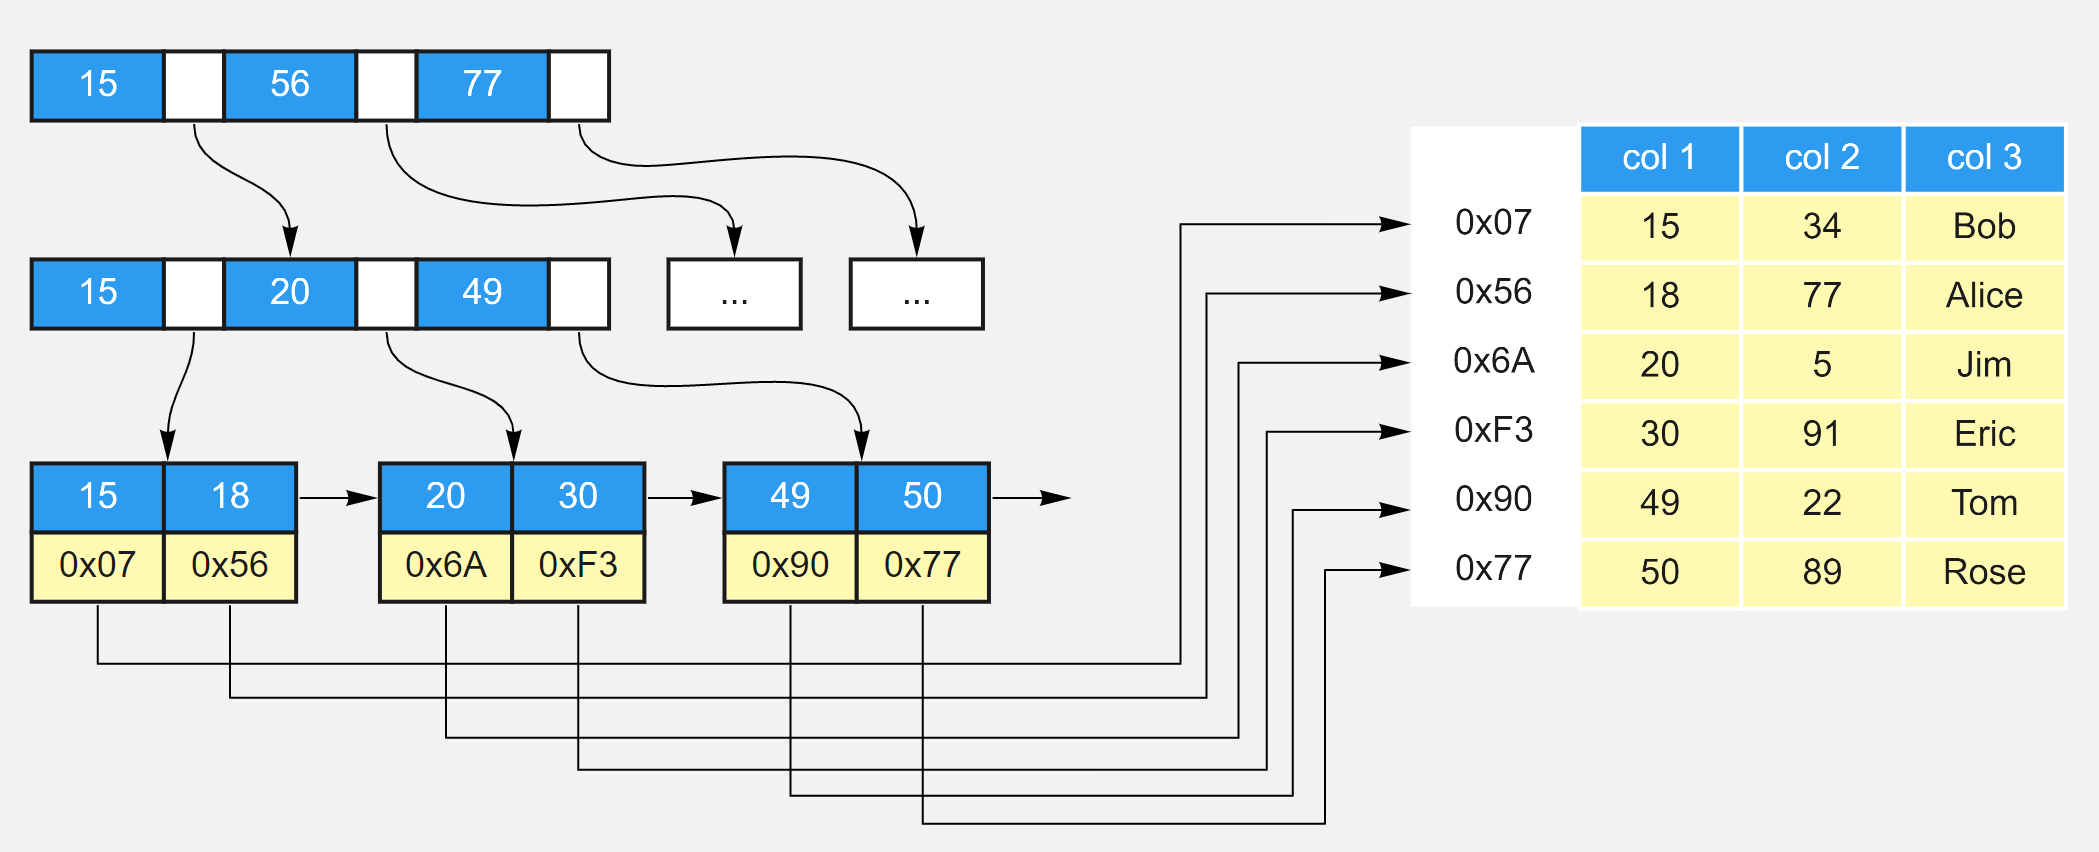 15 56 77
15 20 49 ... ...
15 18 20 30 49 50
0x07 0x56 0x6A 0xF3 0x90 0x77
col 1 col 2 col 3
0x07 15 34 Bob
0x56 18 77 Alice
0x6A 20 5 Jim
0xF3 30 91 Eric
0x90 49 22 Tom
0x77 50 89 Rose